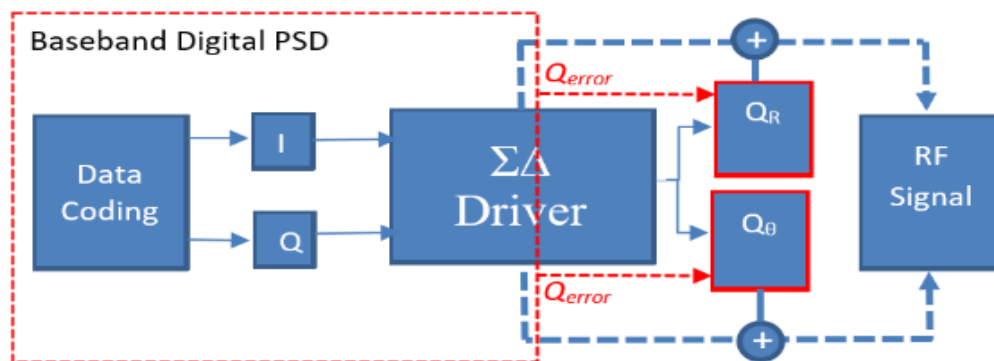 Baseband Digital PSD
Q_error
+
Q_R
I
Data
Coding
ΣΔ
Driver
RF
Signal
Q
Q_θ
Q_error
+